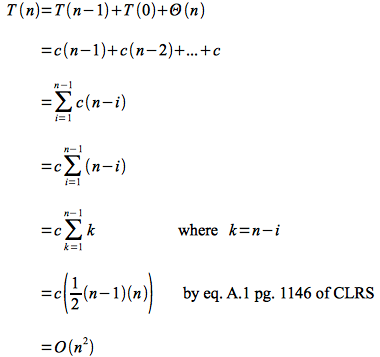 T(n)=T(n−1)+T(0)+Θ(n)
=c(n−1)+c(n−2)+...+c
=∑_{i=1}^{n−1} c(n−i)
=c∑_{i=1}^{n−1} (n−i)
=c∑_{k=1}^{n−1} k where k=n−i
=c(½(n−1)(n)) by eq. A.1 pg. 1146 of CLRS
=O(n²)